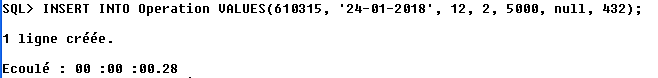 SQL> INSERT INTO Operation VALUES(610315, '24-01-2018', 12, 2, 5000, null, 432);
1 ligne créée.
Ecoulé : 00 :00 :00.28